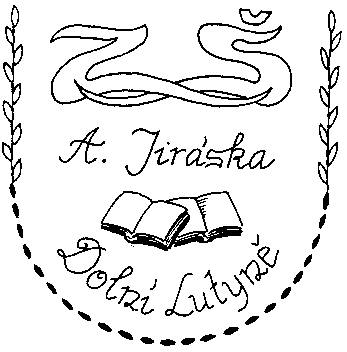 ZŠ
A. Jiráska
Dolní Lutyně